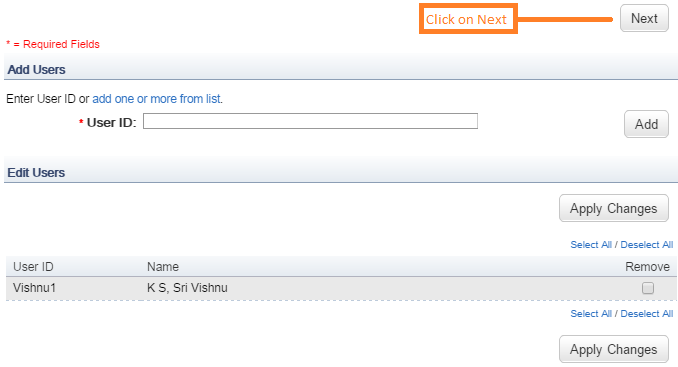 Click on Next
Next
* = Required Fields
Add Users
Enter User ID or add one or more from list.
* User ID:
Add
Edit Users
Apply Changes
Select All / Deselect All
User ID Name Remove
Vishnu1 K S, Sri Vishnu
Select All / Deselect All
Apply Changes